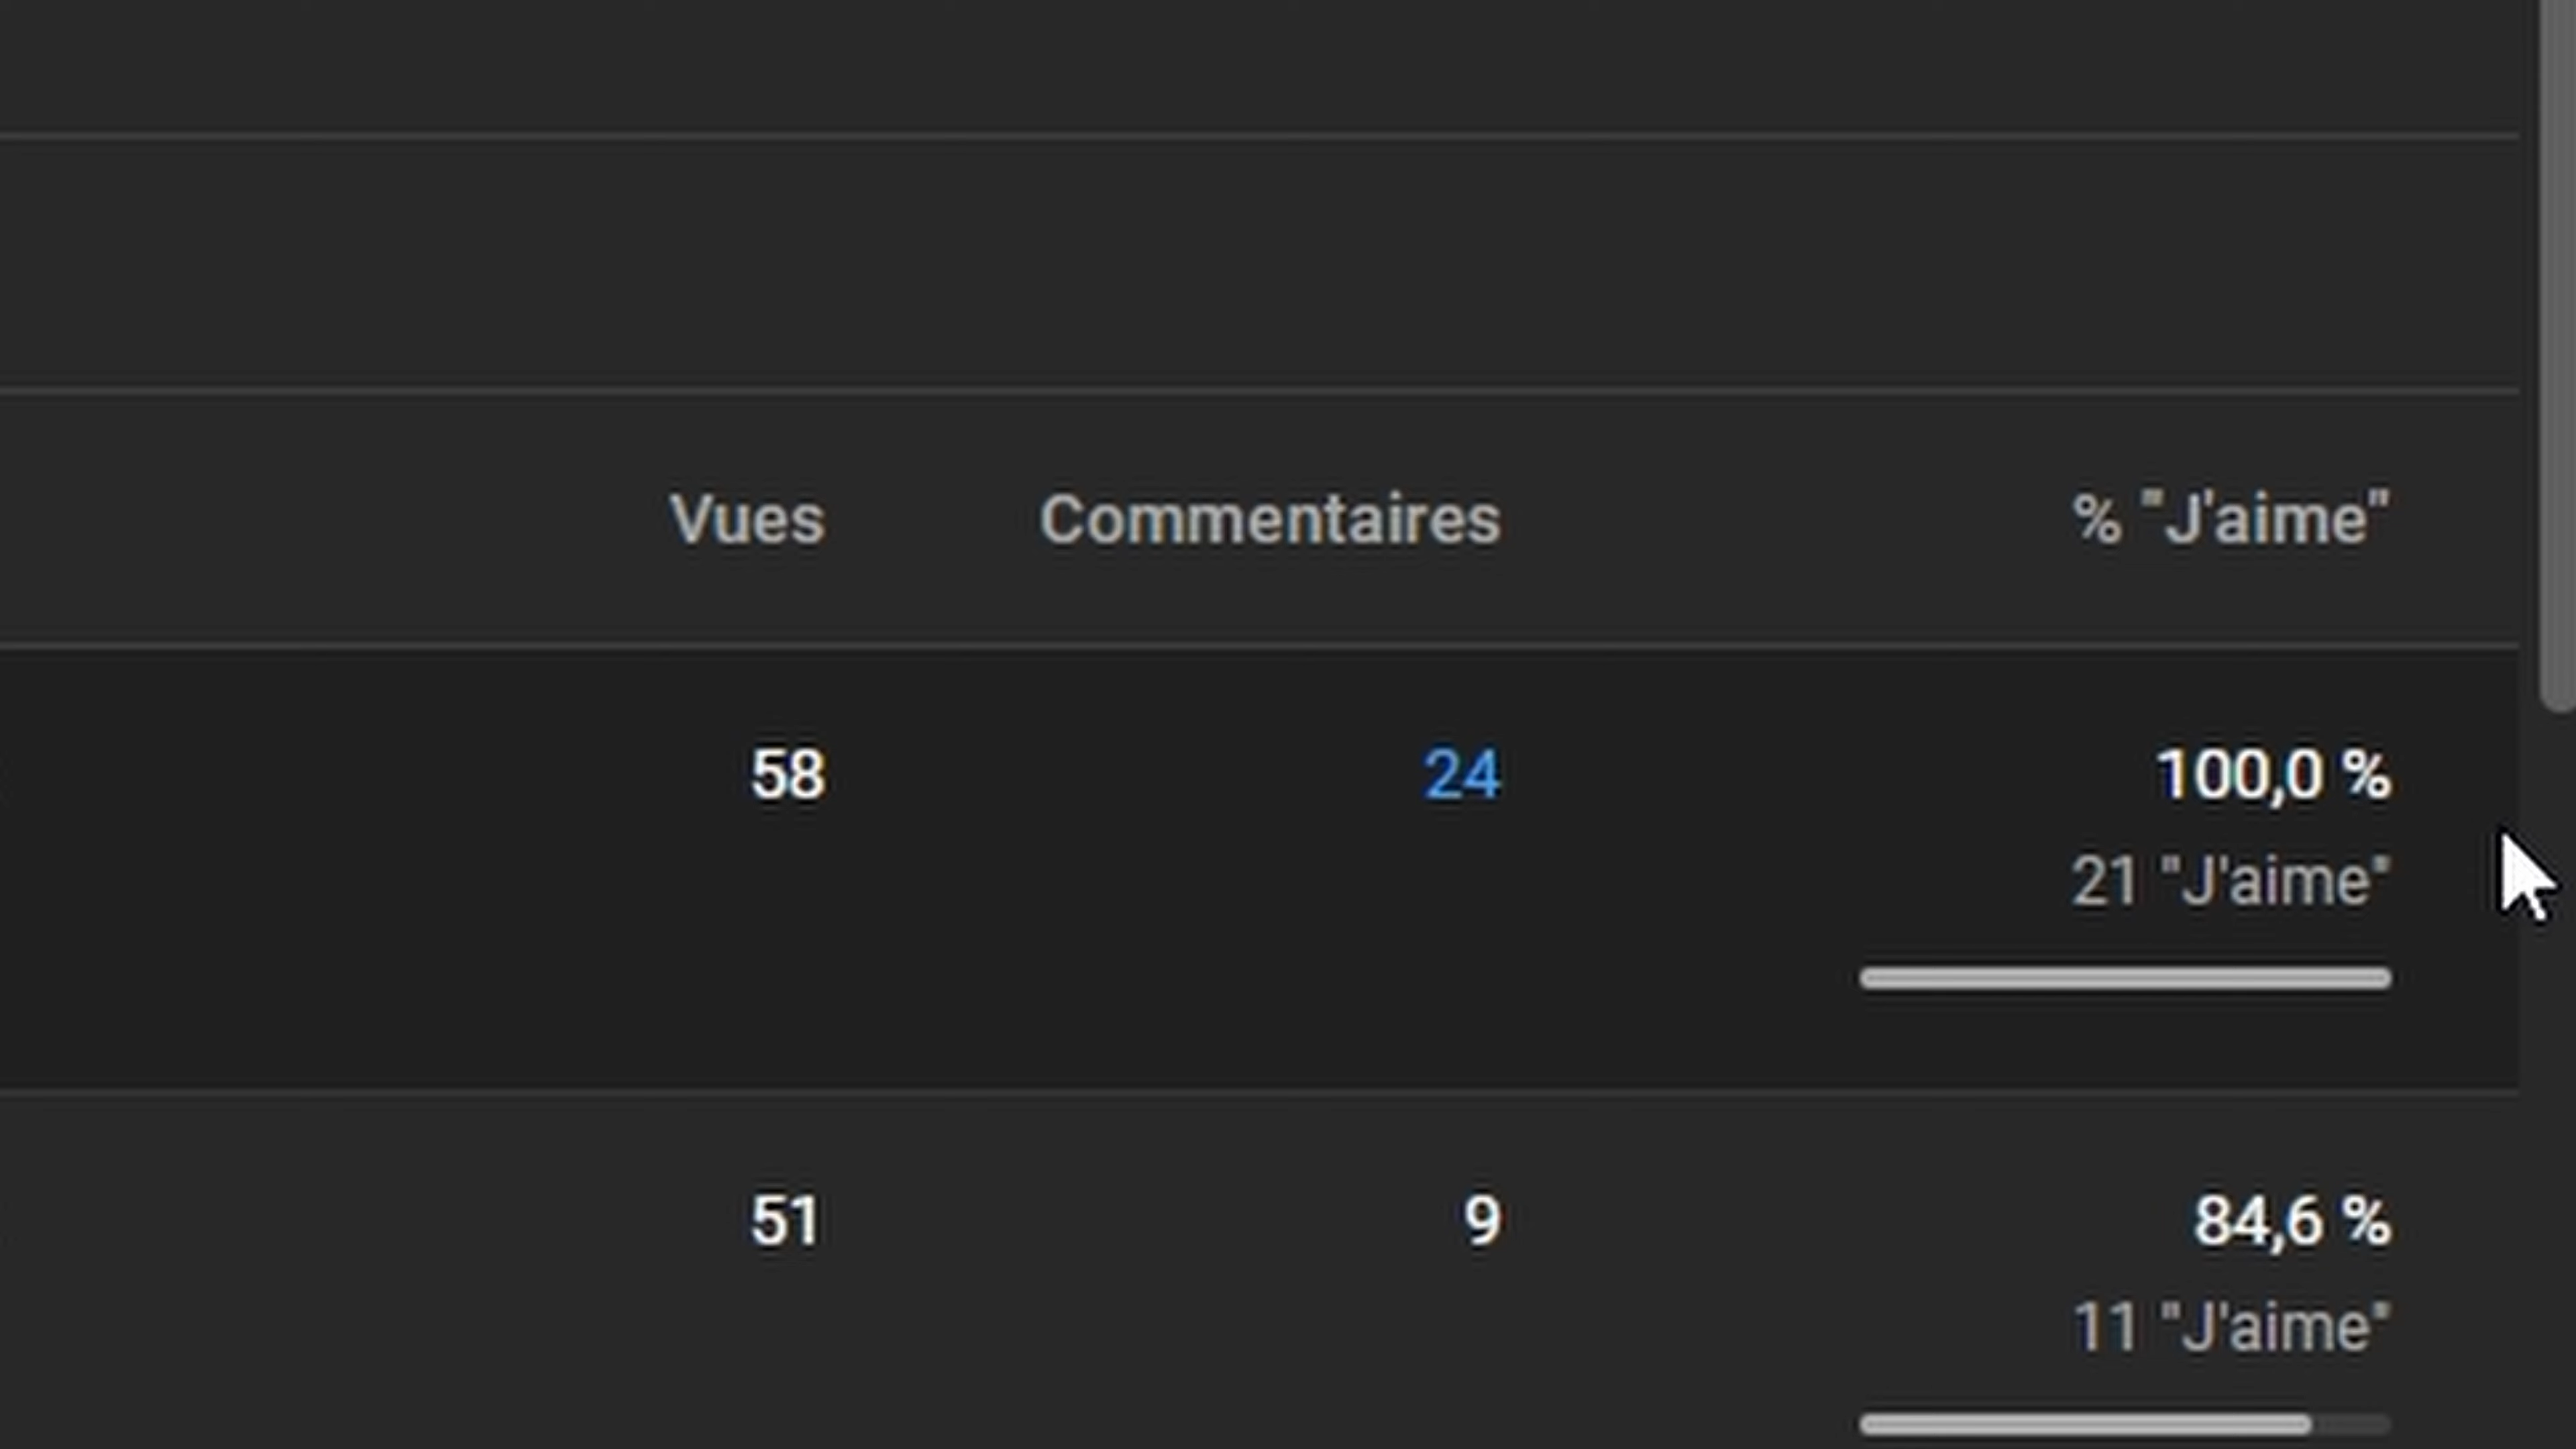 Vues Commentaires % "J'aime"
58 24 100,0 %
21 "J'aime"
51 9 84,6 %
11 "J'aime"